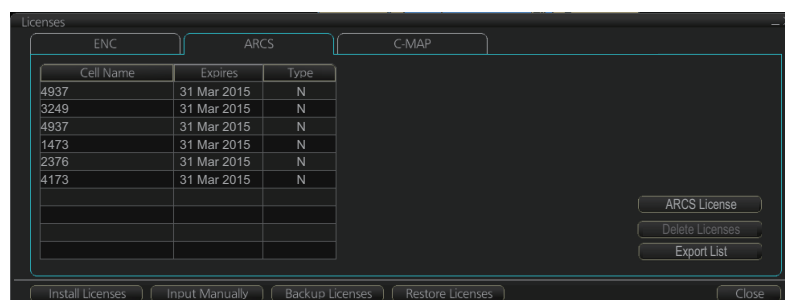 Licenses
ENC ARCS C-MAP
Cell Name Expires Type
4937 31 Mar 2015 N
3249 31 Mar 2015 N
4937 31 Mar 2015 N
1473 31 Mar 2015 N
2376 31 Mar 2015 N
4173 31 Mar 2015 N
ARCS License
Delete Licenses
Export List
Install Licenses Input Manually Backup Licenses Restore Licenses Close